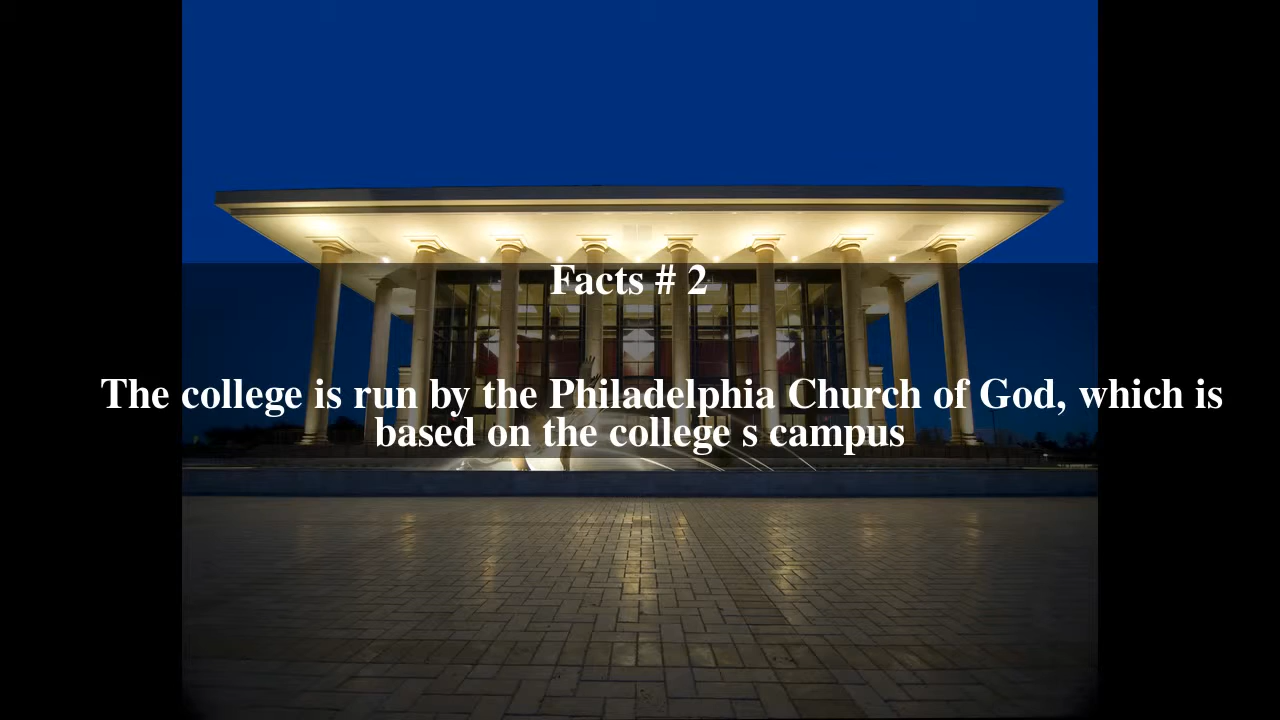 Facts # 2
The college is run by the Philadelphia Church of God, which is
based on the college s campus